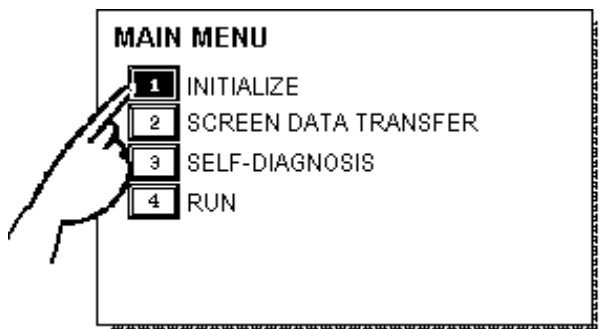 MAIN MENU
1 INITIALIZE
2 SCREEN DATA TRANSFER
3 SELF-DIAGNOSIS
4 RUN